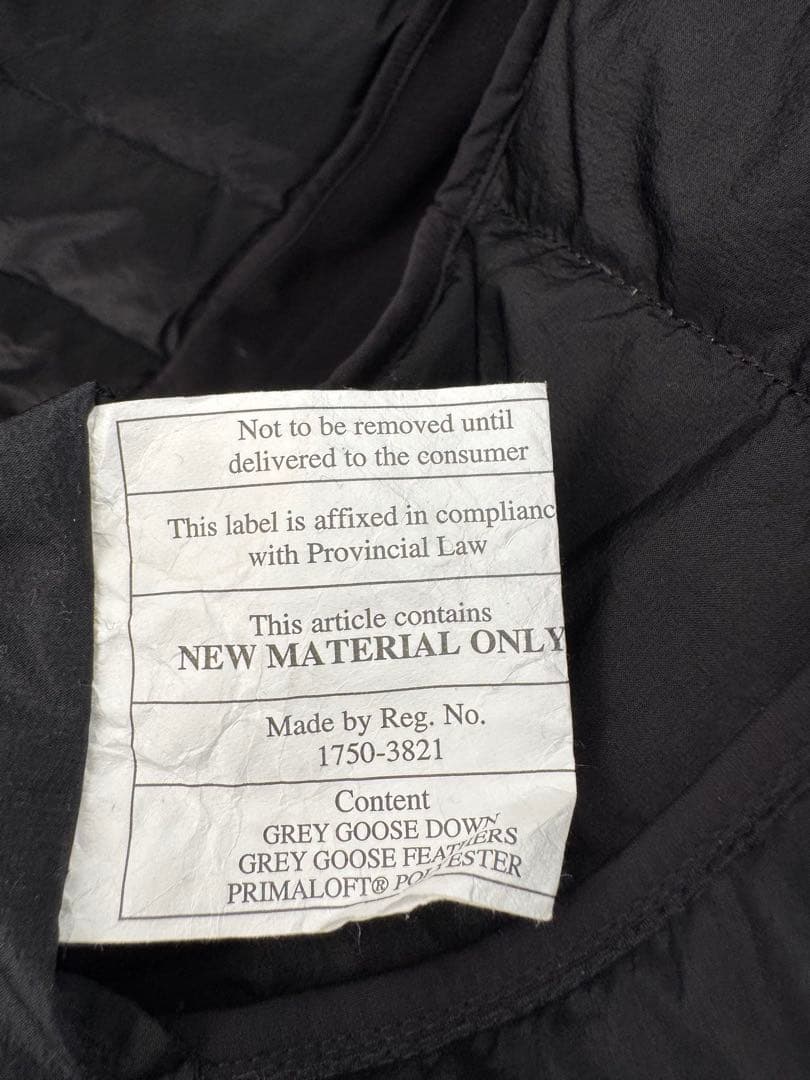 Not to be removed until
delivered to the consumer
This label is affixed in complianc
with Provincial Law
This article contains
NEW MATERIAL ONLY
Made by Reg. No.
1750-3821
Content
GREY GOOSE DOWN
GREY GOOSE FEATHERS
PRIMALOFT® POLYESTER